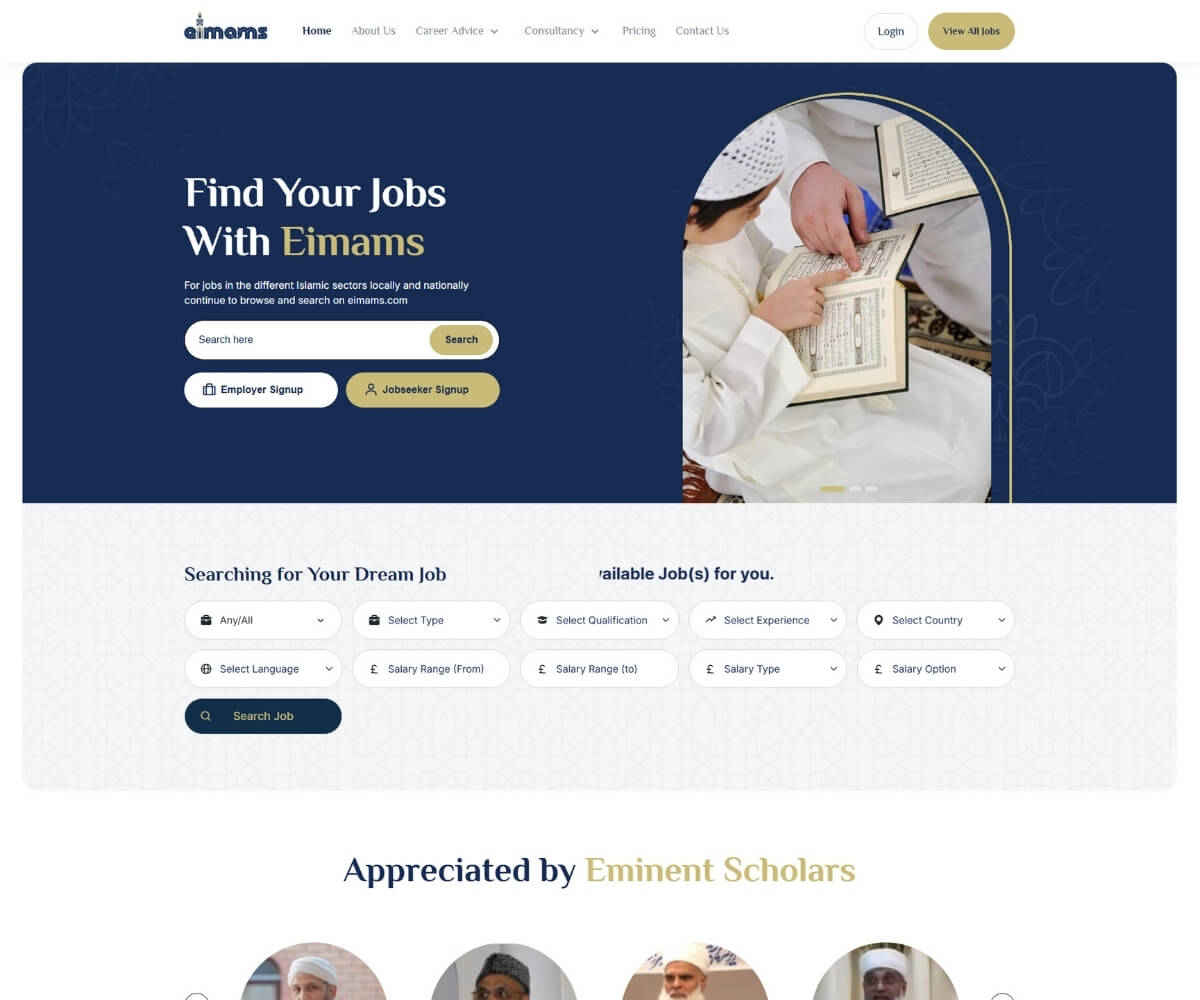 eimams
Home
About Us
Career Advice
Consultancy
Pricing
Contact Us
Login
View All Jobs
Find Your Jobs
With Eimams
For jobs in the different Islamic sectors locally and nationally
continue to browse and search on eimams.com
Search here
Search
Employer Signup
Jobseeker Signup
Searching for Your Dream Job
vailable Job(s) for you.
Any/All
Select Type
Select Qualification
Select Experience
Select Country
Select Language
£ Salary Range (From)
£ Salary Range (to)
£ Salary Type
£ Salary Option
Search Job
Appreciated by Eminent Scholars